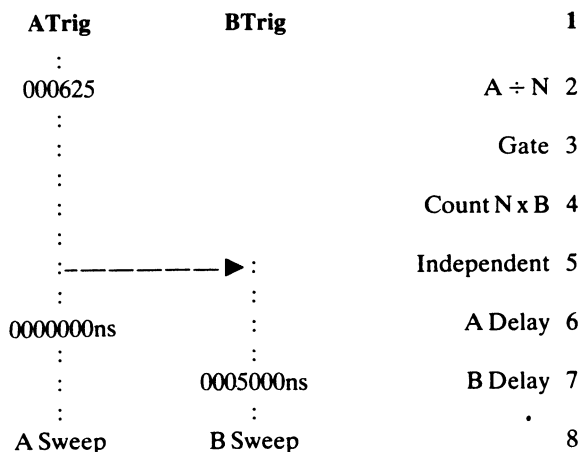 ATrig BTrig 1
000625 A ÷ N 2
Gate 3
Count N x B 4
Independent 5
0000000ns A Delay 6
0005000ns B Delay 7
A Sweep B Sweep 8